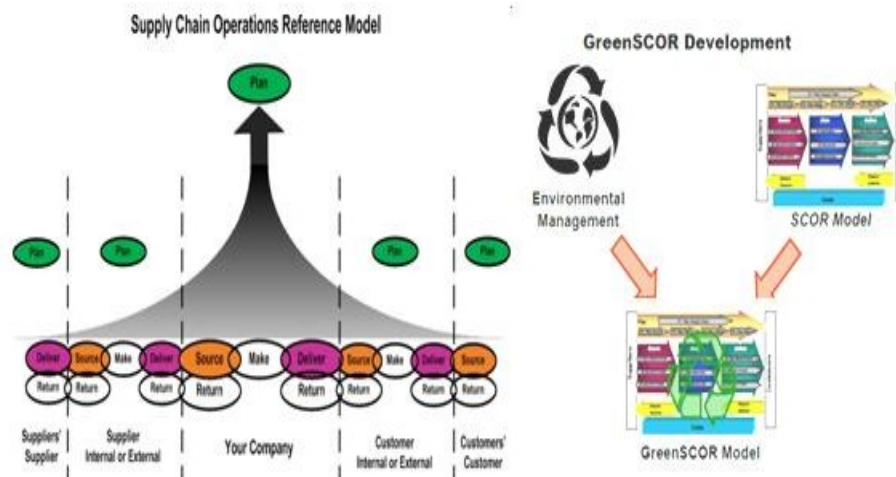 Supply Chain Operations Reference Model
Plan
Plan
Plan
Plan
Plan
Deliver
Source
Make
Deliver
Source
Make
Deliver
Source
Make
Deliver
Source
Return
Return
Return
Return
Return
Return
Return
Return
Suppliers'
Supplier
Supplier
Internal or External
Your Company
Customer
Internal or External
Customers'
Customer
GreenSCOR Development
Environmental
Management
SCOR Model
GreenSCOR Model